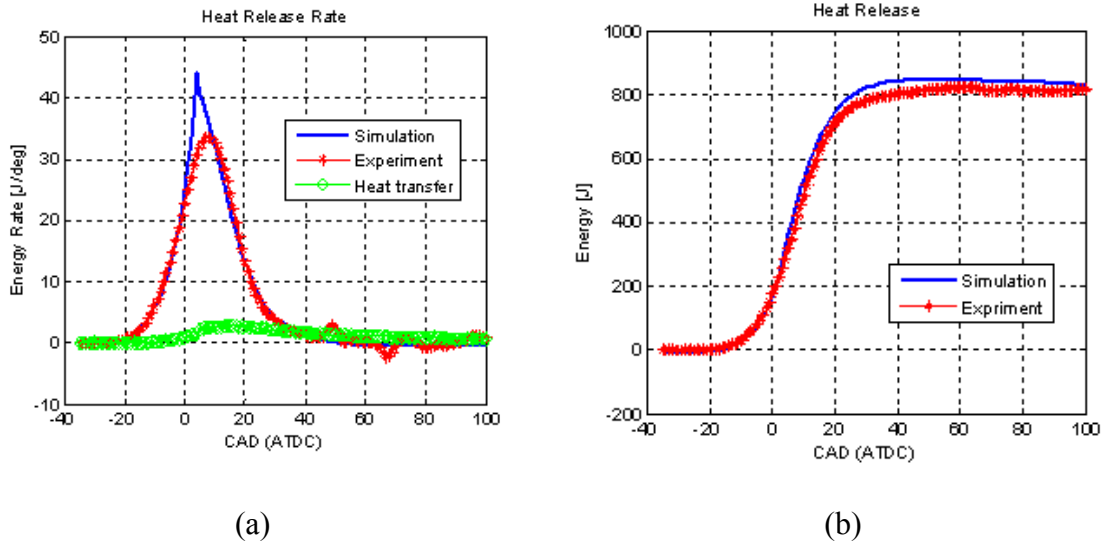 Heat Release Rate
50
40
30
20
10
0
-10
-40
-20
0
20
40
60
80
100
Energy Rate [J/deg]
CAD (ATDC)
Simulation
Experiment
Heat transfer
(a)
Heat Release
1000
800
600
400
200
0
-200
-40
-20
0
20
40
60
80
100
Energy [J]
CAD (ATDC)
Simulation
Expriment
(b)